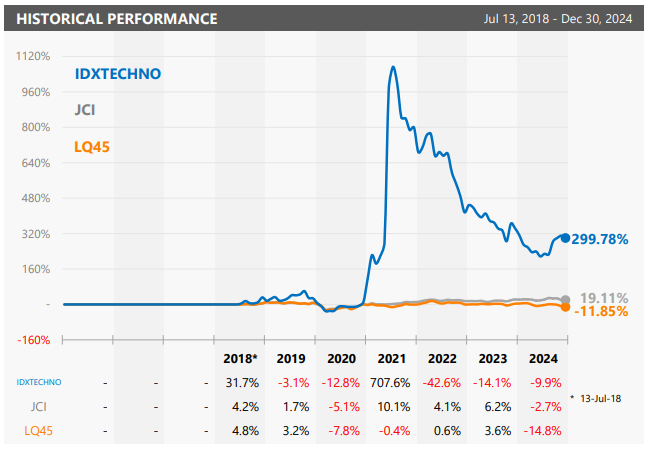 HISTORICAL PERFORMANCE Jul 13, 2018 - Dec 30, 2024
1120%
IDXTECHNO
960%
JCI
800%
LQ45
640%
480%
320%
299.78%
160%
19.11%
-
-11.85%
-160%
2018* 2019 2020 2021 2022 2023 2024
IDXTECHNO - - - 31.7% -3.1% -12.8% 707.6% -42.6% -14.1% -9.9%
* 13-Jul-18
JCI - - - 4.2% 1.7% -5.1% 10.1% 4.1% 6.2% -2.7%
LQ45 - - - 4.8% 3.2% -7.8% -0.4% 0.6% 3.6% -14.8%